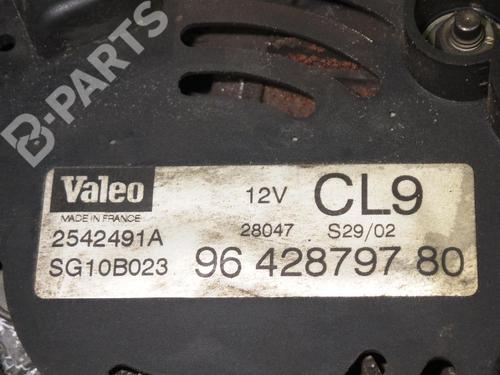 B-PARTS
Valeo
12V
CL9
MADE IN FRANCE
2542491A
28047
S29/02
SG10B023
96 428797 80